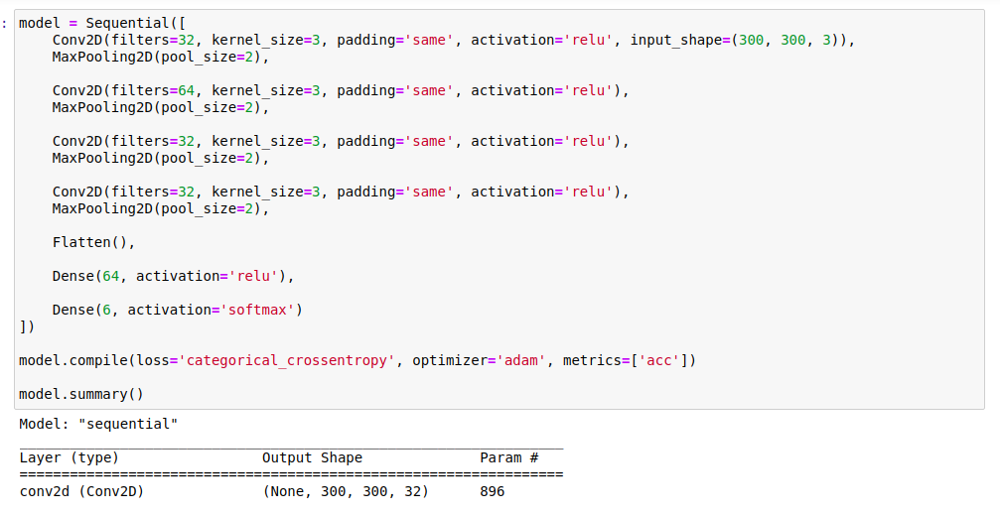 : model = Sequential([
    Conv2D(filters=32, kernel_size=3, padding='same', activation='relu', input_shape=(300, 300, 3)),
    MaxPooling2D(pool_size=2),

    Conv2D(filters=64, kernel_size=3, padding='same', activation='relu'),
    MaxPooling2D(pool_size=2),

    Conv2D(filters=32, kernel_size=3, padding='same', activation='relu'),
    MaxPooling2D(pool_size=2),

    Conv2D(filters=32, kernel_size=3, padding='same', activation='relu'),
    MaxPooling2D(pool_size=2),

    Flatten(),

    Dense(64, activation='relu'),

    Dense(6, activation='softmax')
])

model.compile(loss='categorical_crossentropy', optimizer='adam', metrics=['acc'])

model.summary()
Model: "sequential"
_________________________________________________________________
Layer (type)                 Output Shape              Param #
=================================================================
conv2d (Conv2D)              (None, 300, 300, 32)      896